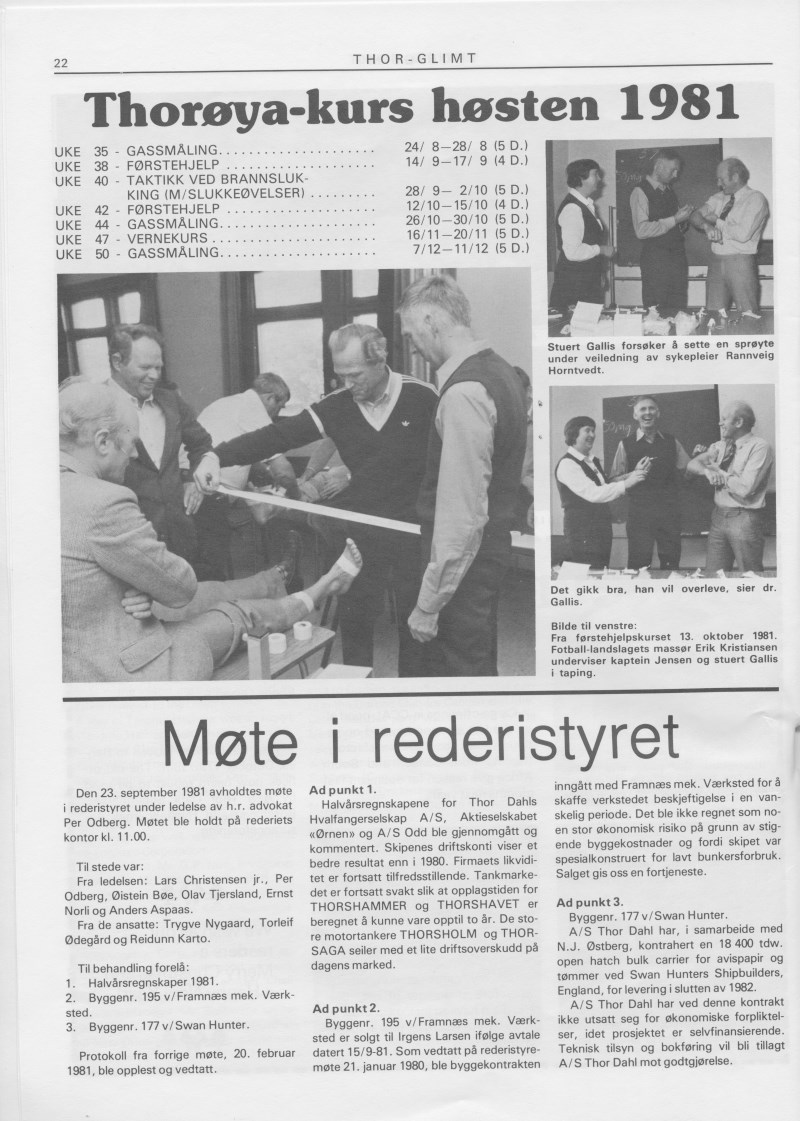 22
THOR-GLIMT
Thorøya-kurs høsten 1981
UKE 35 - GASSMÅLING..................... 24/ 8—28/ 8 (5 D.)
UKE 38 - FØRSTEHJELP .................... 14/ 9—17/ 9 (4 D.)
UKE 40 - TAKTIKK VED BRANNSLUK-
KING (M/SLUKKEØVELSER) ......... 28/ 9— 2/10 (5 D.)
UKE 42 - FØRSTEHJELP .................... 12/10—15/10 (4 D.)
UKE 44 - GASSMÅLING..................... 26/10—30/10 (5 D.)
UKE 47 - VERNEKURS ...................... 16/11—20/11 (5 D.)
UKE 50 - GASSMÅLING..................... 7/12—11/12 (5 D.)
Stuert Gallis forsøker å sette en sprøyte
under veiledning av sykepleier Rannveig
Horntvedt.
Det gikk bra, han vil overleve, sier dr.
Gallis.
Bilde til venstre:
Fra førstehjelpskurset 13. oktober 1981.
Fotball-landslagets massør Erik Kristiansen
underviser kaptein Jensen og stuert Gallis
i taping.
Møte i rederistyret
Den 23. september 1981 avholdtes møte
i rederistyret under ledelse av h.r. advokat
Per Odberg. Møtet ble holdt på rederiets
kontor kl. 11.00.
Til stede var:
Fra ledelsen: Lars Christensen jr., Per
Odberg, Øistein Bøe, Olav Tjersland, Ernst
Norli og Anders Aspaas.
Fra de ansatte: Trygve Nygaard, Torleif
Ødegård og Reidunn Karto.
Til behandling forelå:
1. Halvårsregnskaper 1981.
2. Byggenr. 195 v/Framnæs mek. Værk-
sted.
3. Byggenr. 177 v/Swan Hunter.
Protokoll fra forrige møte, 20. februar
1981, ble opplest og vedtatt.
Ad punkt 1.
Halvårsregnskapene for Thor Dahls
Hvalfangerselskap A/S, Aktieselskabet
«Ørnen» og A/S Odd ble gjennomgått og
kommentert. Skipenes driftskonti viser et
bedre resultat enn i 1980. Firmaets likvidi-
tet er fortsatt tilfredsstillende. Tankmarke-
det er fortsatt svakt slik at opplagstiden for
THORSHAMMER og THORSHAVET er
beregnet å kunne vare opptil to år. De sto-
re motortankere THORSHOLM og THOR-
SAGA seiler med et lite driftsoverskudd på
dagens marked.
Ad punkt 2.
Byggenr. 195 v/Framnæs mek. Værk-
sted er solgt til Irgens Larsen ifølge avtale
datert 15/9-81. Som vedtatt på rederistyre-
møte 21. januar 1980, ble byggekontrakten
inngått med Framnæs mek. Værksted for å
skaffe verkstedet beskjeftigelse i en van-
skelig periode. Det ble ikke regnet som no-
en stor økonomisk risiko på grunn av stig-
ende byggekostnader og fordi skipet var
spesialkonstruert for lavt bunkersforbruk.
Salget gis oss en fortjeneste.
Ad punkt 3.
Byggenr. 177 v/Swan Hunter.
A/S Thor Dahl har, i samarbeide med
N.J. Østberg, kontrahert en 18 400 tdw.
open hatch bulk carrier for avispapir og
tømmer ved Swan Hunters Shipbuilders,
England, for levering i slutten av 1982.
A/S Thor Dahl har ved denne kontrakt
ikke utsatt seg for økonomiske forpliktel-
ser, idet prosjektet er selvfinansierende.
Teknisk tilsyn og bokføring vil bli tillagt
A/S Thor Dahl mot godtgjørelse.